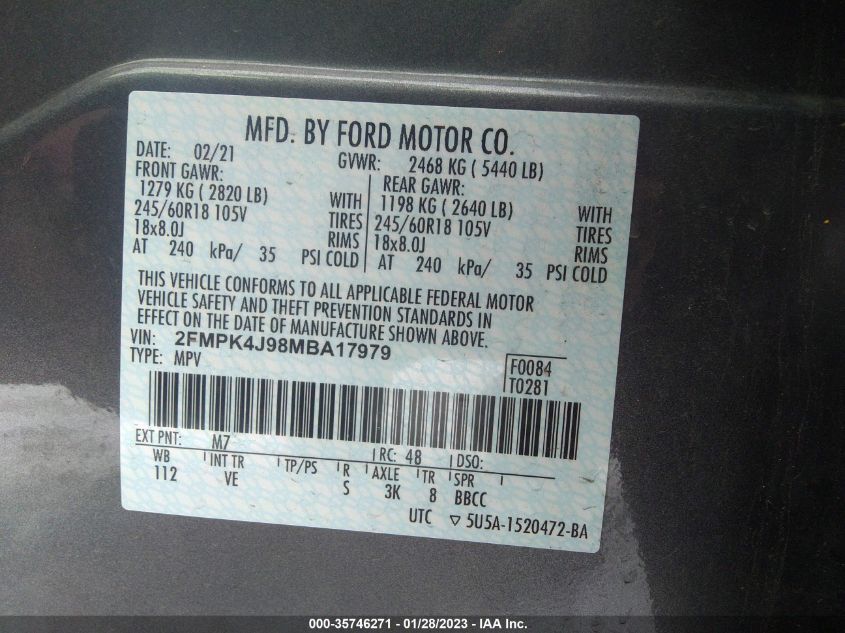 MFD. BY FORD MOTOR CO.
DATE: 02/21 GVWR: 2468 KG ( 5440 LB)
FRONT GAWR: REAR GAWR:
1279 KG ( 2820 LB) WITH 1198 KG ( 2640 LB) WITH
245/60R18 105V TIRES 245/60R18 105V TIRES
18x8.0J RIMS 18x8.0J RIMS
AT 240 kPa/ 35 PSI COLD AT 240 kPa/ 35 PSI COLD
THIS VEHICLE CONFORMS TO ALL APPLICABLE FEDERAL MOTOR
VEHICLE SAFETY AND THEFT PREVENTION STANDARDS IN
EFFECT ON THE DATE OF MANUFACTURE SHOWN ABOVE.
VIN: 2FMPK4J98MBA17979
TYPE: MPV F0084
T0281
EXT PNT: M7 RC: 48 DSO:
WB INT TR TP/PS R AXLE TR SPR
112 VE S 3K 8 BBCC
UTC ▽ 5U5A-1520472-BA
000-35746271 - 01/28/2023 - IAA Inc.